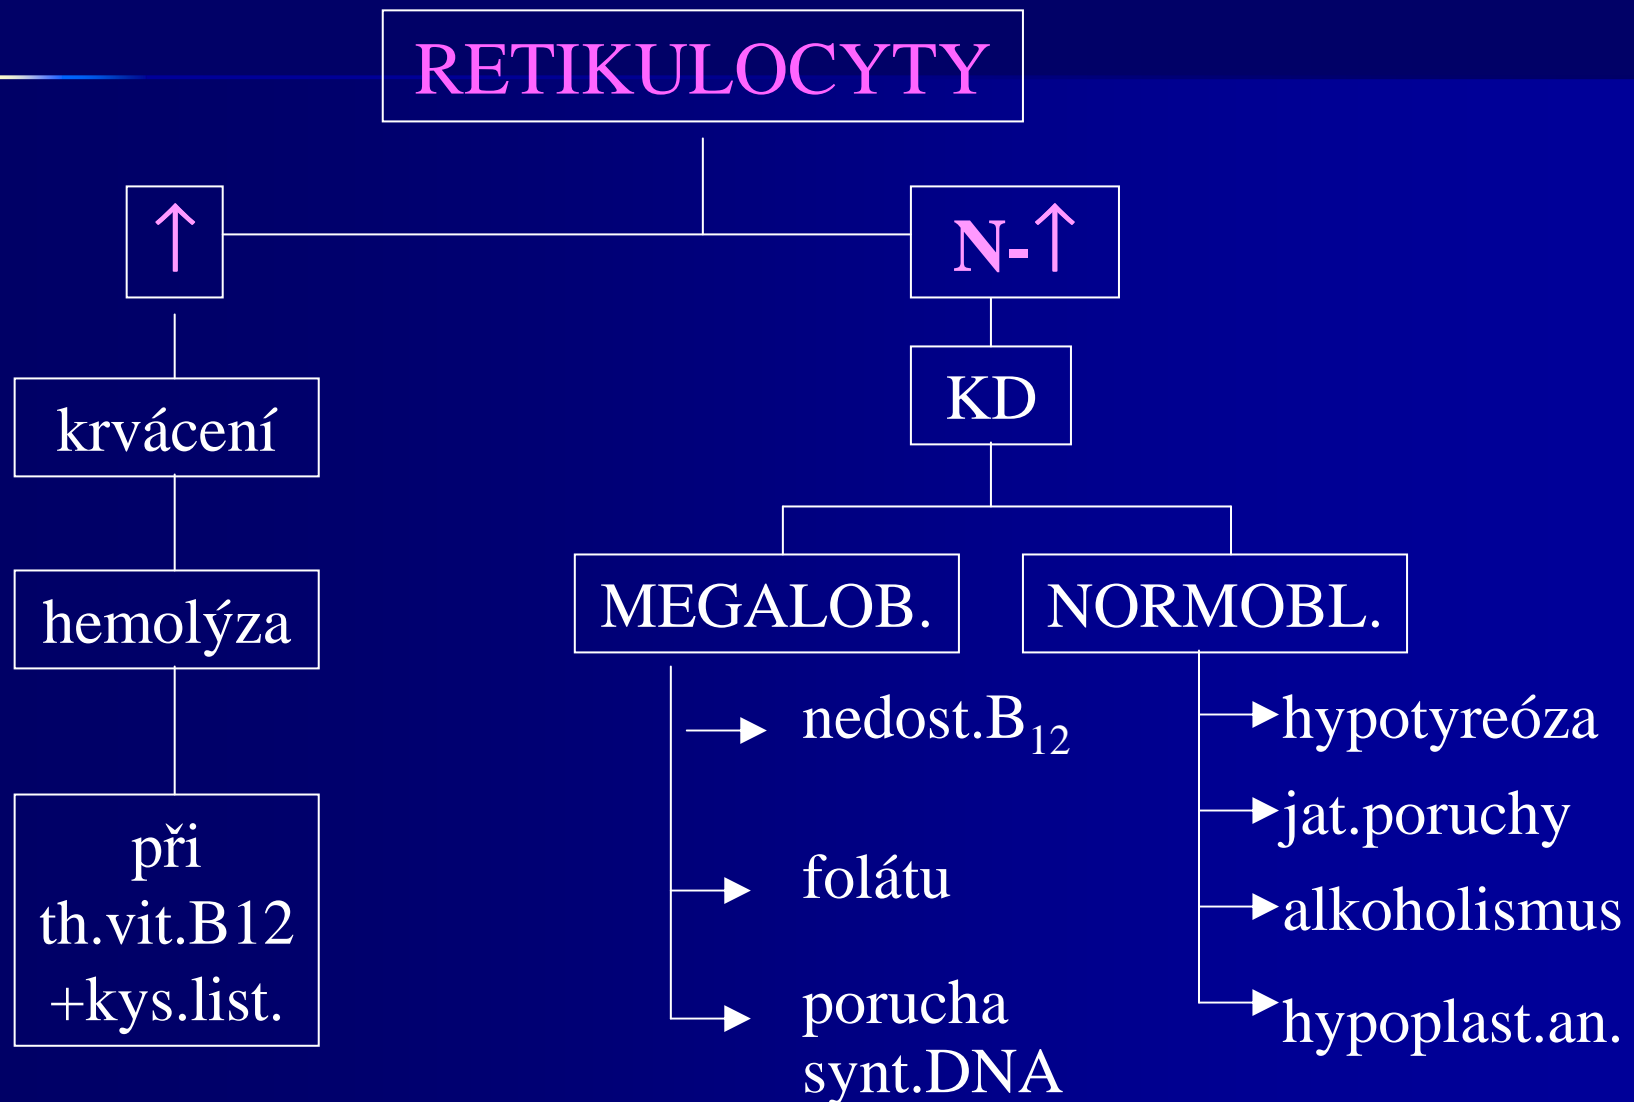 RETIKULOCYTY
↑
N-↑
krvácení
hemolýza
při
th.vit.B12
+kys.list.
KD
MEGALOB.
nedost.B₁₂
folátu
porucha
synt.DNA
NORMOBL.
hypotyreóza
jat.poruchy
alkoholismus
hypoplast.an.